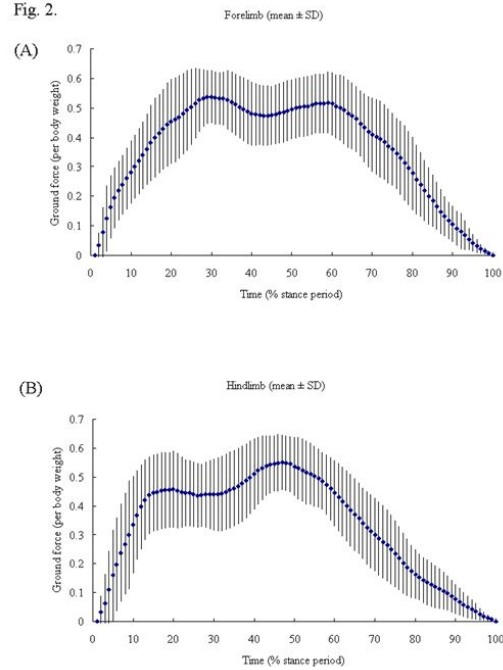 Fig. 2.
Forelimb (mean ± SD)
(A)
0.7
0.6
0.5
0.4
0.3
0.2
0.1
0
Ground force (per body weight)
0 10 20 30 40 50 60 70 80 90 100
Time (% stance period)
(B)
Hindlimb (mean ± SD)
0.7
0.6
0.5
0.4
0.3
0.2
0.1
0
Ground force (per body weight)
0 10 20 30 40 50 60 70 80 90 100
Time (% stance period)